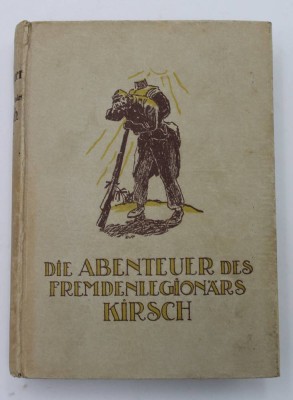 DIE ABENTEUER DES
FREMDENLEGIONÄRS
KIRSCH